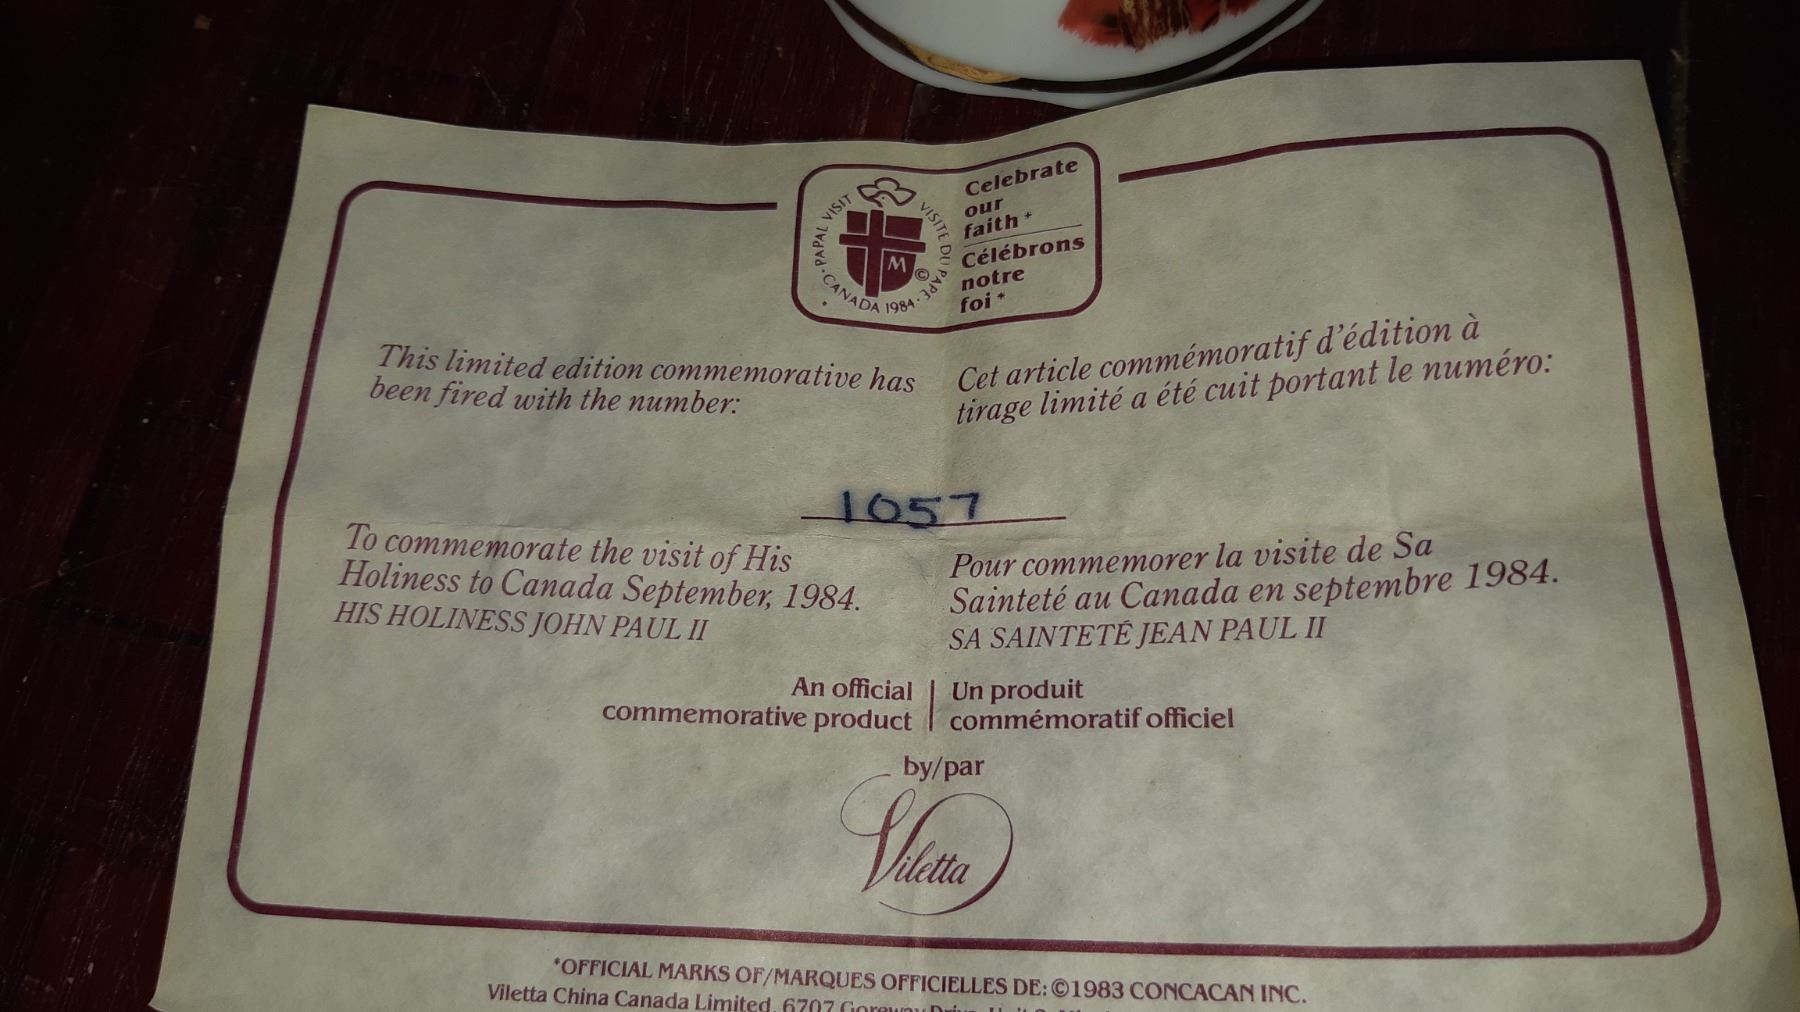 PAPAL VISIT · VISITE DU PAPE · CANADA 1984 ·
M ©
Celebrate
our
faith*
Célébrons
notre
foi*
This limited edition commemorative has
been fired with the number:
Cet article commémoratif d'édition à
tirage limité a été cuit portant le numéro:
1057
To commemorate the visit of His
Holiness to Canada September, 1984.
HIS HOLINESS JOHN PAUL II
Pour commemorer la visite de Sa
Sainteté au Canada en septembre 1984.
SA SAINTETÉ JEAN PAUL II
An official
commemorative product
Un produit
commémoratif officiel
by/par
Viletta
*OFFICIAL MARKS OF/MARQUES OFFICIELLES DE: ©1983 CONCACAN INC.
Viletta China Canada Limited, 6707 Goreway Drive,